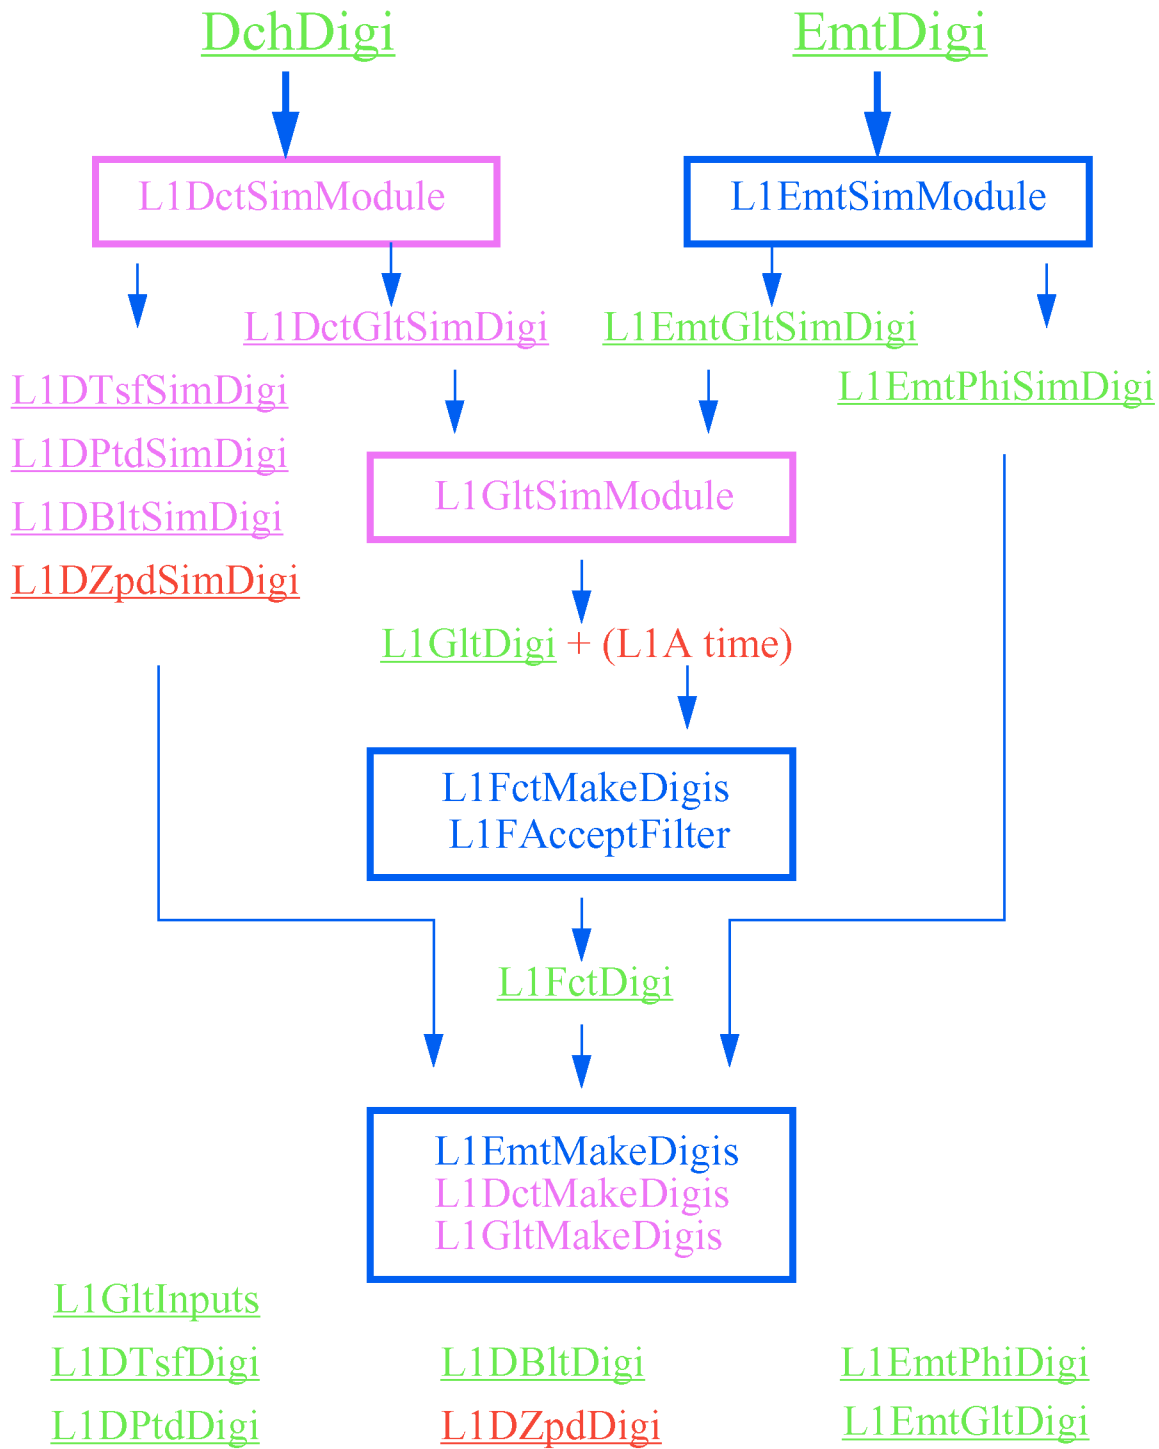 DchDigi
EmtDigi
L1DctSimModule
L1EmtSimModule
L1DctGltSimDigi
L1EmtGltSimDigi
L1DTsfSimDigi
L1EmtPhiSimDigi
L1DPtdSimDigi
L1DBltSimDigi
L1DZpdSimDigi
L1GltSimModule
L1GltDigi + (L1A time)
L1FctMakeDigis
L1FAcceptFilter
L1FctDigi
L1EmtMakeDigis
L1DctMakeDigis
L1GltMakeDigis
L1GltInputs
L1DTsfDigi
L1DBltDigi
L1EmtPhiDigi
L1DPtdDigi
L1DZpdDigi
L1EmtGltDigi